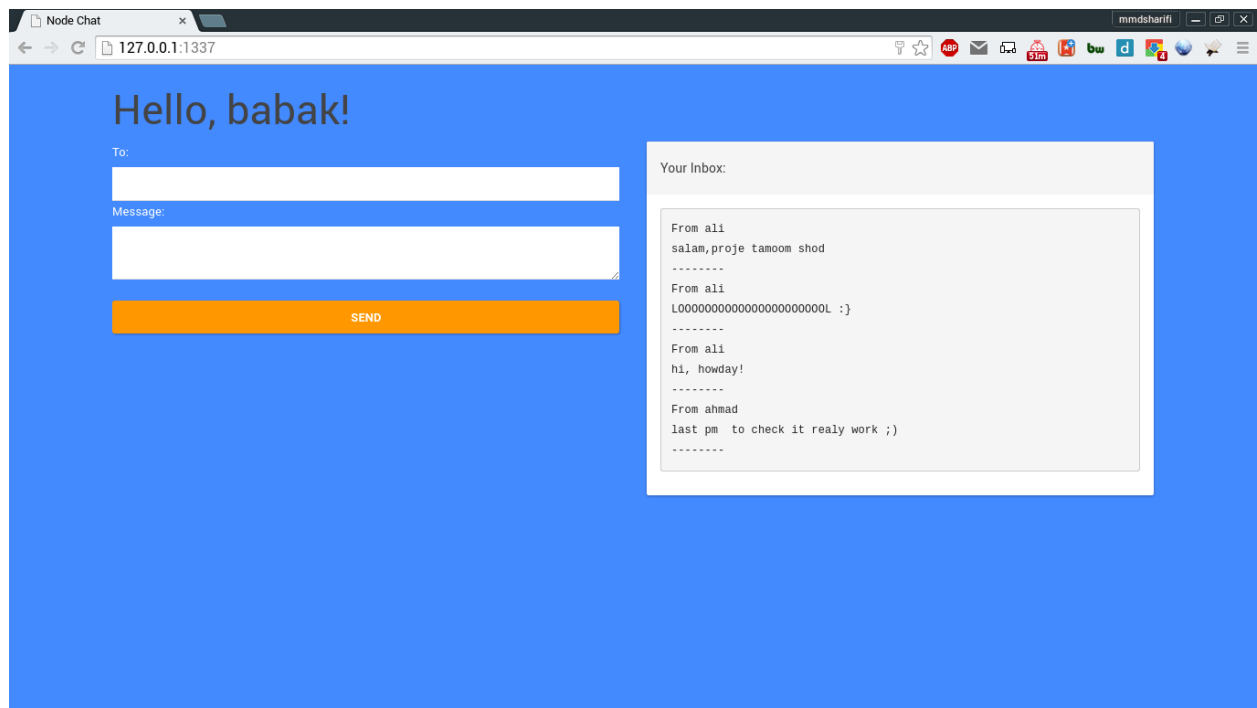 Node Chat
mmdsharifi
127.0.0.1:1337
ABP
51m
bw
d
4
Hello, babak!
To:
Message:
SEND
Your Inbox:
From ali
salam,proje tamoom shod
--------
From ali
LOOOOOOOOOOOOOOOOOOOOOOL :}
--------
From ali
hi, howday!
--------
From ahmad
last pm  to check it realy work ;)
--------